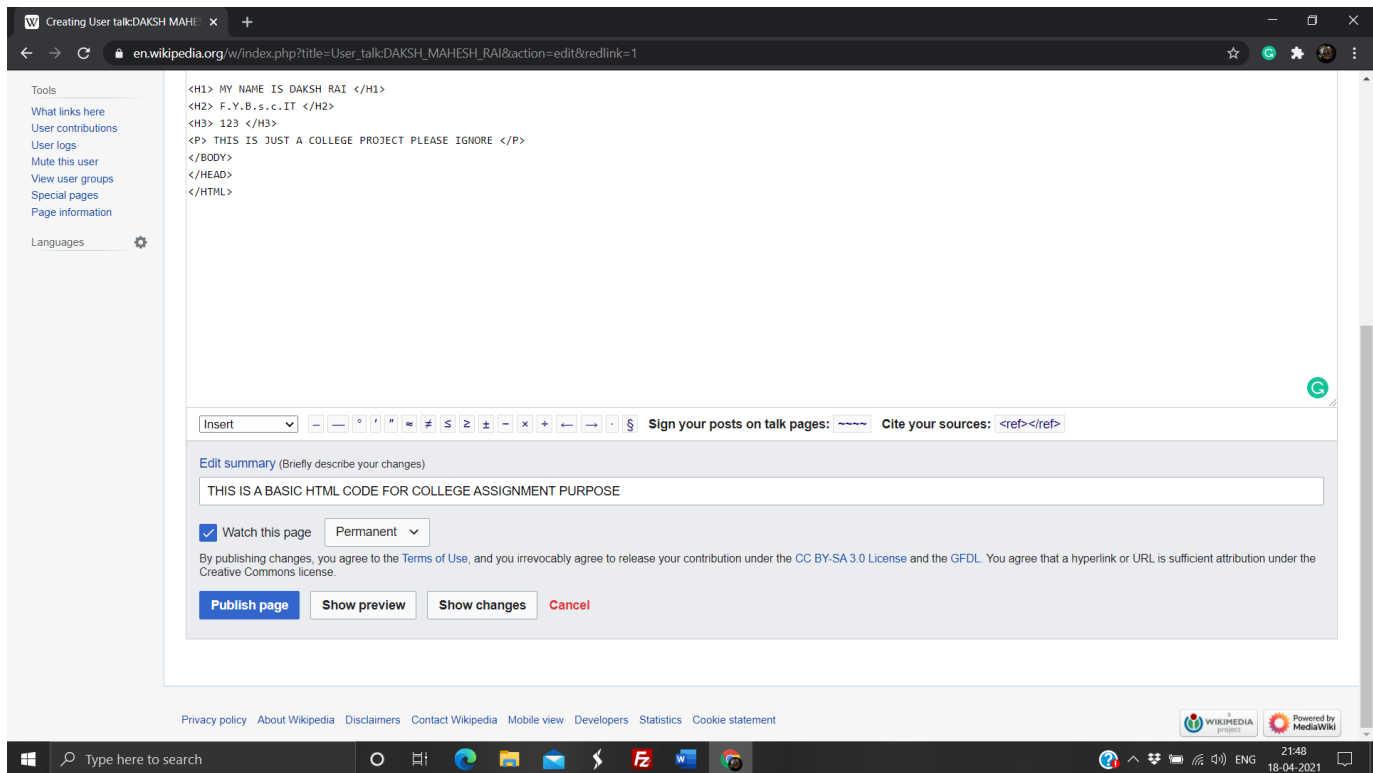 Creating User talk:DAKSH MAHES
en.wikipedia.org/w/index.php?title=User_talk:DAKSH_MAHESH_RAI&action=edit&redlink=1
Tools
What links here
User contributions
User logs
Mute this user
View user groups
Special pages
Page information
Languages
<H1> MY NAME IS DAKSH RAI </H1>
<H2> F.Y.B.s.c.IT </H2>
<H3> 123 </H3>
<P> THIS IS JUST A COLLEGE PROJECT PLEASE IGNORE </P>
</BODY>
</HEAD>
</HTML>
Insert – — ° ′ ″ ≈ ≠ ≤ ≥ ± − × ÷ ← → · § Sign your posts on talk pages: ~~~~ Cite your sources: <ref></ref>
Edit summary (Briefly describe your changes)
THIS IS A BASIC HTML CODE FOR COLLEGE ASSIGNMENT PURPOSE
Watch this page Permanent
By publishing changes, you agree to the Terms of Use, and you irrevocably agree to release your contribution under the CC BY-SA 3.0 License and the GFDL. You agree that a hyperlink or URL is sufficient attribution under the
Creative Commons license.
Publish page Show preview Show changes Cancel
Privacy policy About Wikipedia Disclaimers Contact Wikipedia Mobile view Developers Statistics Cookie statement
WIKIMEDIA
project
Powered by
MediaWiki
Type here to search
ENG
21:48
18-04-2021